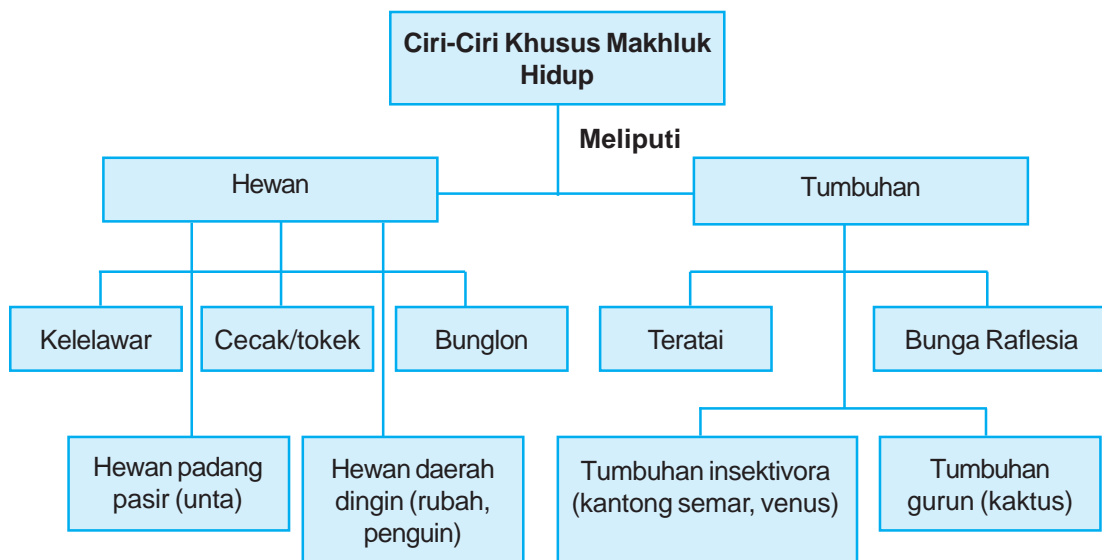 Ciri-Ciri Khusus Makhluk
Hidup
Meliputi
Hewan
Tumbuhan
Kelelawar
Cecak/tokek
Bunglon
Teratai
Bunga Raflesia
Hewan padang
pasir (unta)
Hewan daerah
dingin (rubah,
penguin)
Tumbuhan insektivora
(kantong semar, venus)
Tumbuhan
gurun (kaktus)